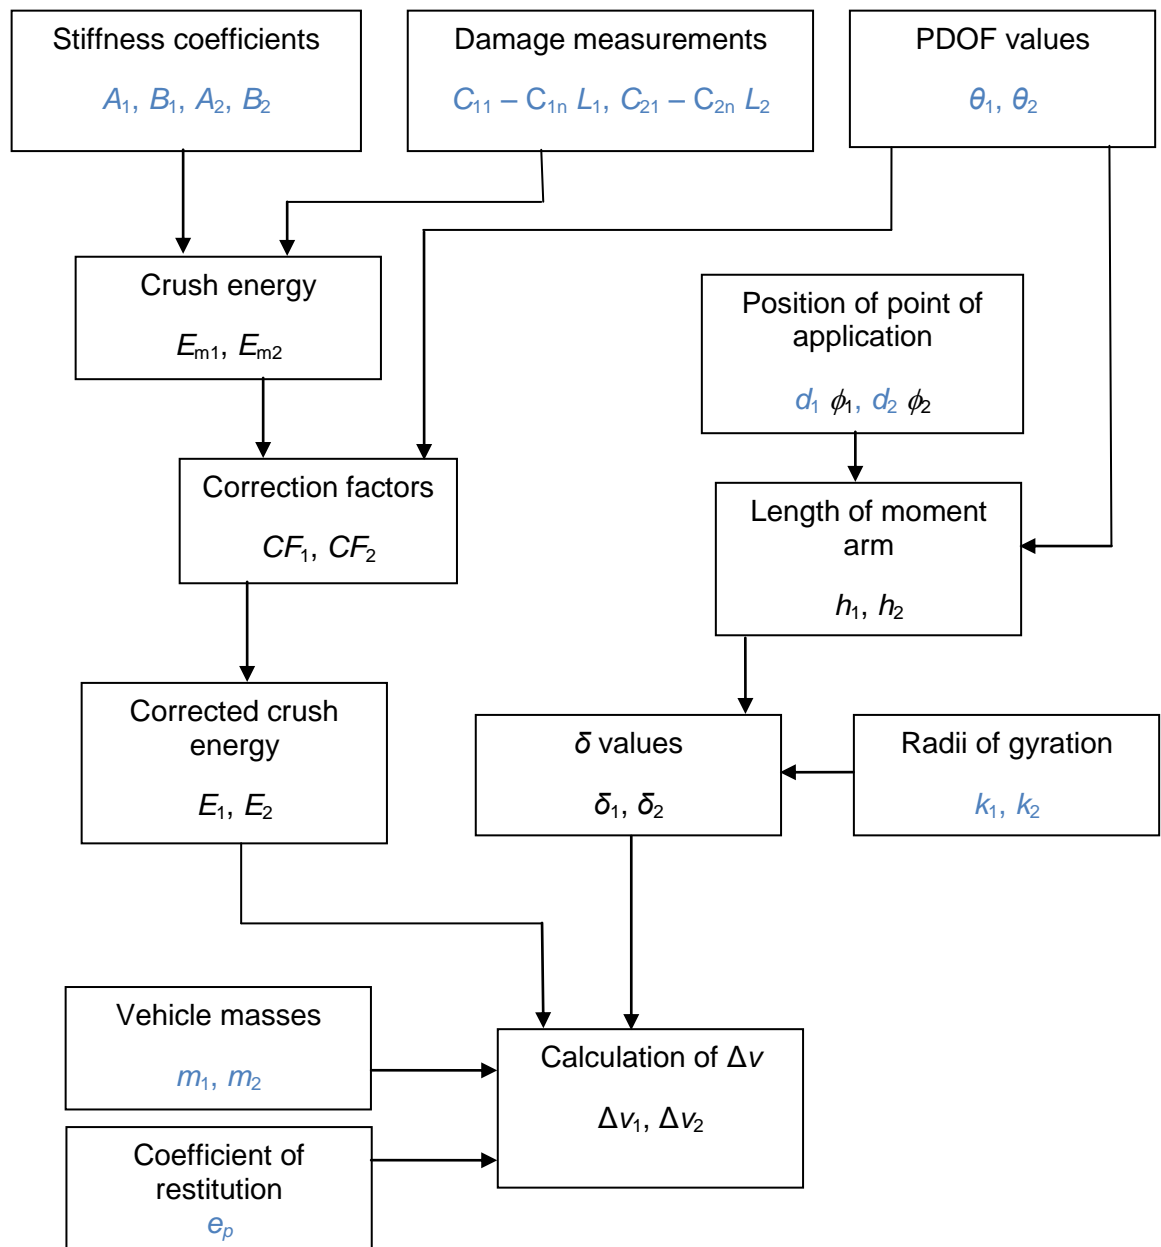 Stiffness coefficients
A₁, B₁, A₂, B₂
Damage measurements
C₁₁ – C₁ₙ L₁, C₂₁ – C₂ₙ L₂
PDOF values
θ₁, θ₂
Crush energy
Eₘ₁, Eₘ₂
Position of point of
application
d₁ ϕ₁, d₂ ϕ₂
Correction factors
CF₁, CF₂
Length of moment
arm
h₁, h₂
Corrected crush
energy
E₁, E₂
δ values
δ₁, δ₂
Radii of gyration
k₁, k₂
Vehicle masses
m₁, m₂
Calculation of Δv
Δv₁, Δv₂
Coefficient of
restitution
eₚ